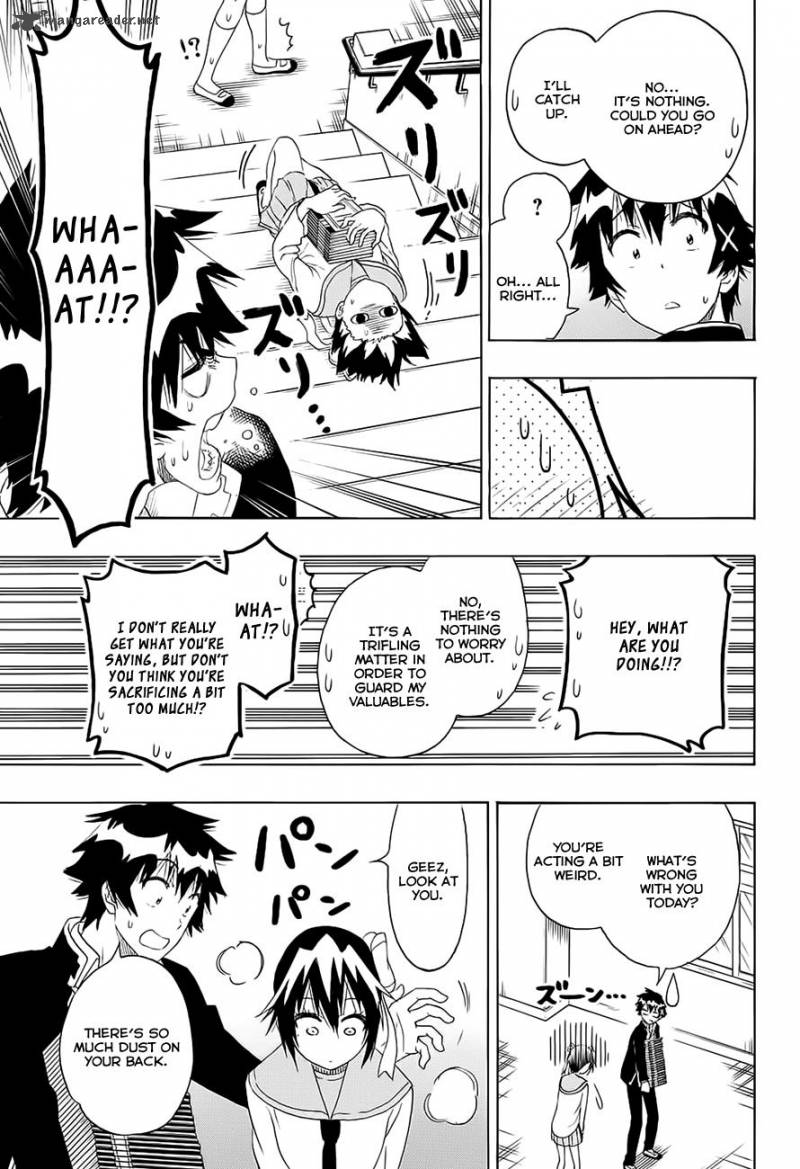 mangareader.net
NO...
IT'S NOTHING.
COULD YOU GO
ON AHEAD?
I'LL
CATCH
UP.
?
OH... ALL
RIGHT...
!?
ズ
リ
リ
ズ
リ
ズリ...
WHA-
AAA-
AT!!?
HEY, WHAT
ARE YOU
DOING!!?
NO,
THERE'S
NOTHING
TO WORRY
ABOUT.
IT'S A
TRIFLING
MATTER IN
ORDER TO
GUARD MY
VALUABLES.
WHA-
AT!?
I DON'T REALLY
GET WHAT YOU'RE
SAYING, BUT DON'T
YOU THINK YOU'RE
SACRIFICING A BIT
TOO MUCH!?
WHAT'S
WRONG
WITH YOU
TODAY?
YOU'RE
ACTING A BIT
WEIRD.
ズーン...
GEEZ,
LOOK AT
YOU.
パン
パン
THERE'S SO
MUCH DUST ON
YOUR BACK.